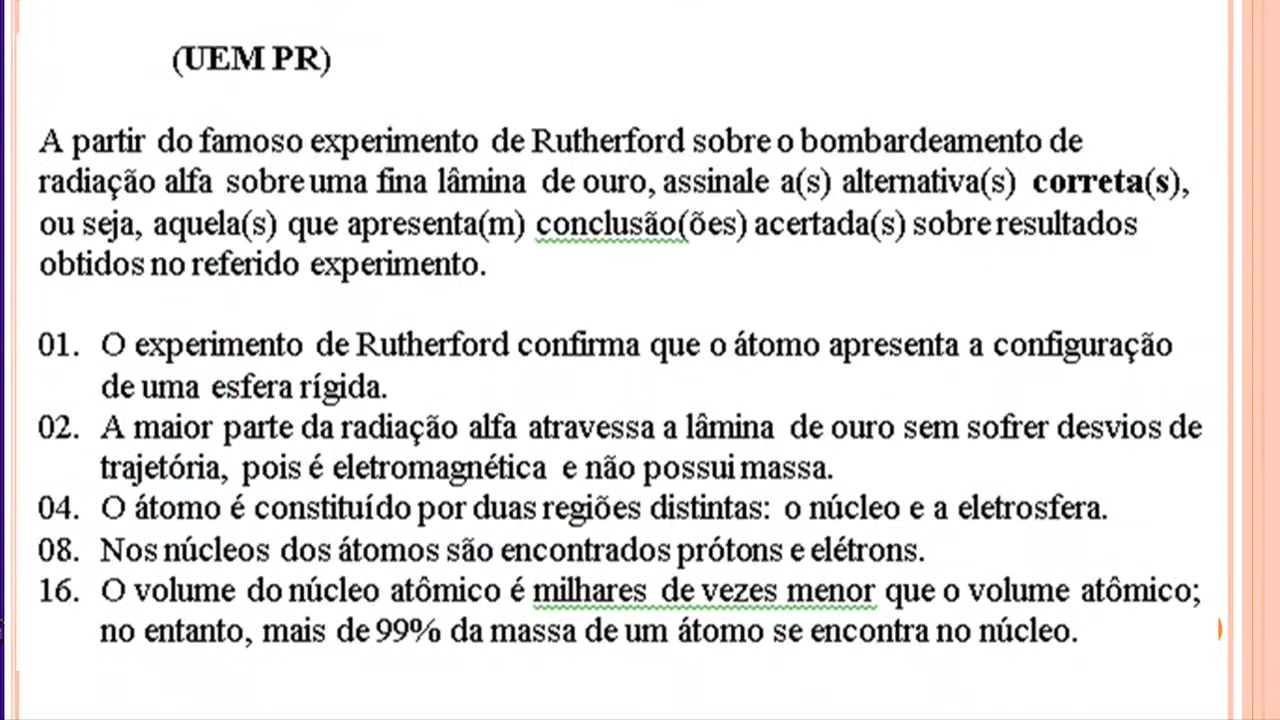 (UEM PR)
A partir do famoso experimento de Rutherford sobre o bombardeamento de
radiação alfa sobre uma fina lâmina de ouro, assinale a(s) alternativa(s) correta(s),
ou seja, aquela(s) que apresenta(m) conclusão(ões) acertada(s) sobre resultados
obtidos no referido experimento.
01. O experimento de Rutherford confirma que o átomo apresenta a configuração
de uma esfera rígida.
02. A maior parte da radiação alfa atravessa a lâmina de ouro sem sofrer desvios de
trajetória, pois é eletromagnética e não possui massa.
04. O átomo é constituído por duas regiões distintas: o núcleo e a eletrosfera.
08. Nos núcleos dos átomos são encontrados prótons e elétrons.
16. O volume do núcleo atômico é milhares de vezes menor que o volume atômico;
no entanto, mais de 99% da massa de um átomo se encontra no núcleo.